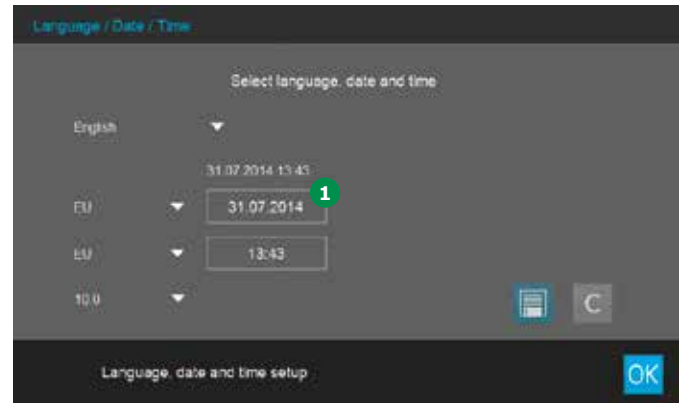 Language / Date / Time
Select language, date and time
English
31.07.2014 13:43
1
EU 31.07.2014
EU 13:43
10.0
C
Language, date and time setup
OK